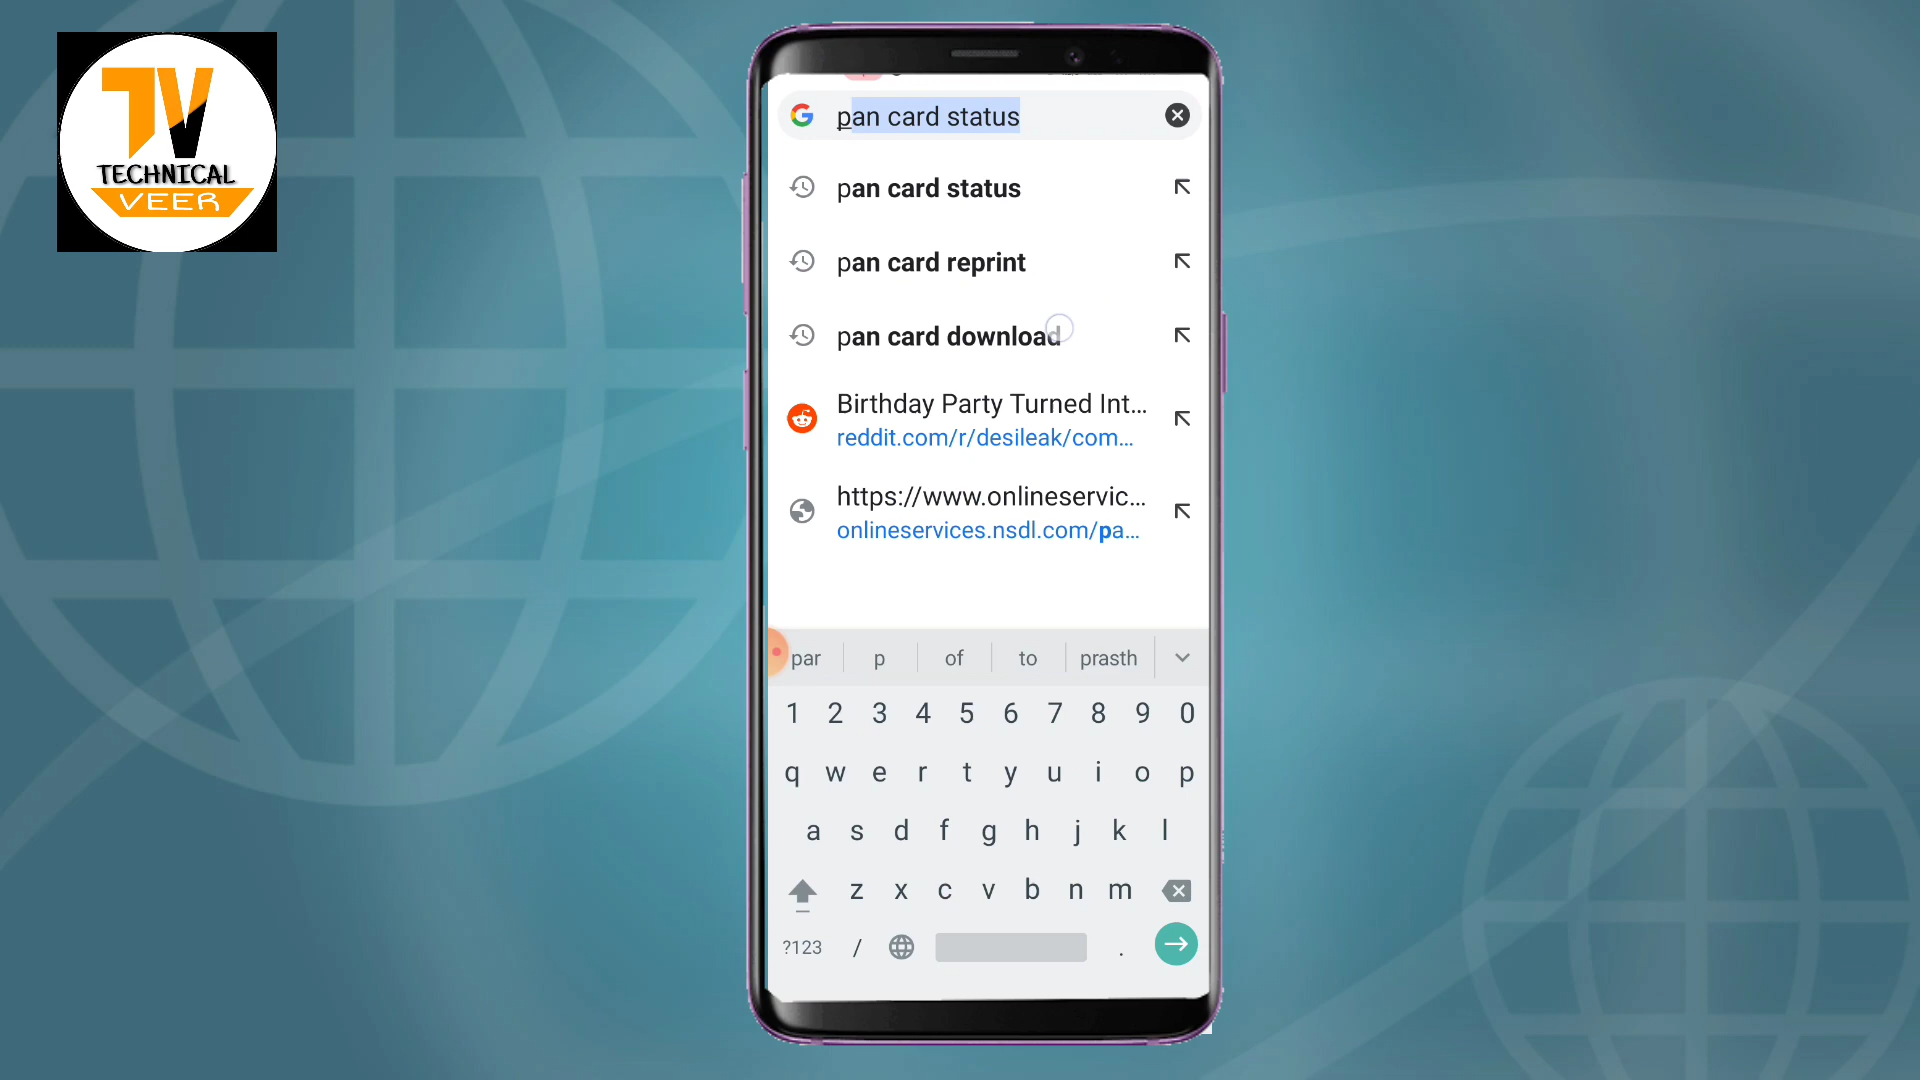 TV
TECHNICAL
VEER
pan card status
pan card status
pan card reprint
pan card download
Birthday Party Turned Int...
reddit.com/r/desileak/com...
https://www.onlineservic...
onlineservices.nsdl.com/pa...
par p of to prasth
1 2 3 4 5 6 7 8 9 0
q w e r t y u i o p
a s d f g h j k l
z x c v b n m
?123 / .